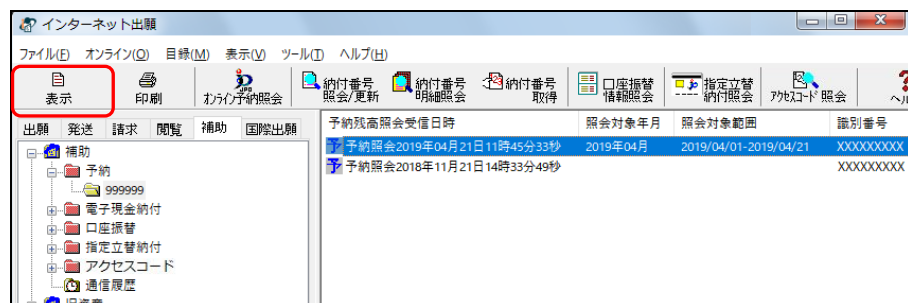 インターネット出願
ファイル(F) オンライン(O) 目録(M) 表示(V) ツール(T) ヘルプ(H)
表示 印刷 オンライン予納照会 納付番号照会/更新 納付番号明細照会 納付番号取得 口座振替情報照会 指定立替納付照会 アクセスコード照会
出願 発送 請求 閲覧 補助 国際出願
予納残高照会受信日時 照会対象年月 照会対象範囲 識別番号
予納照会2019年04月21日11時45分33秒 2019年04月 2019/04/01-2019/04/21 XXXXXXXXX
予納照会2018年11月21日14時33分49秒 XXXXXXXXX
補助
予納
999999
電子現金納付
口座振替
指定立替納付
アクセスコード
通信履歴